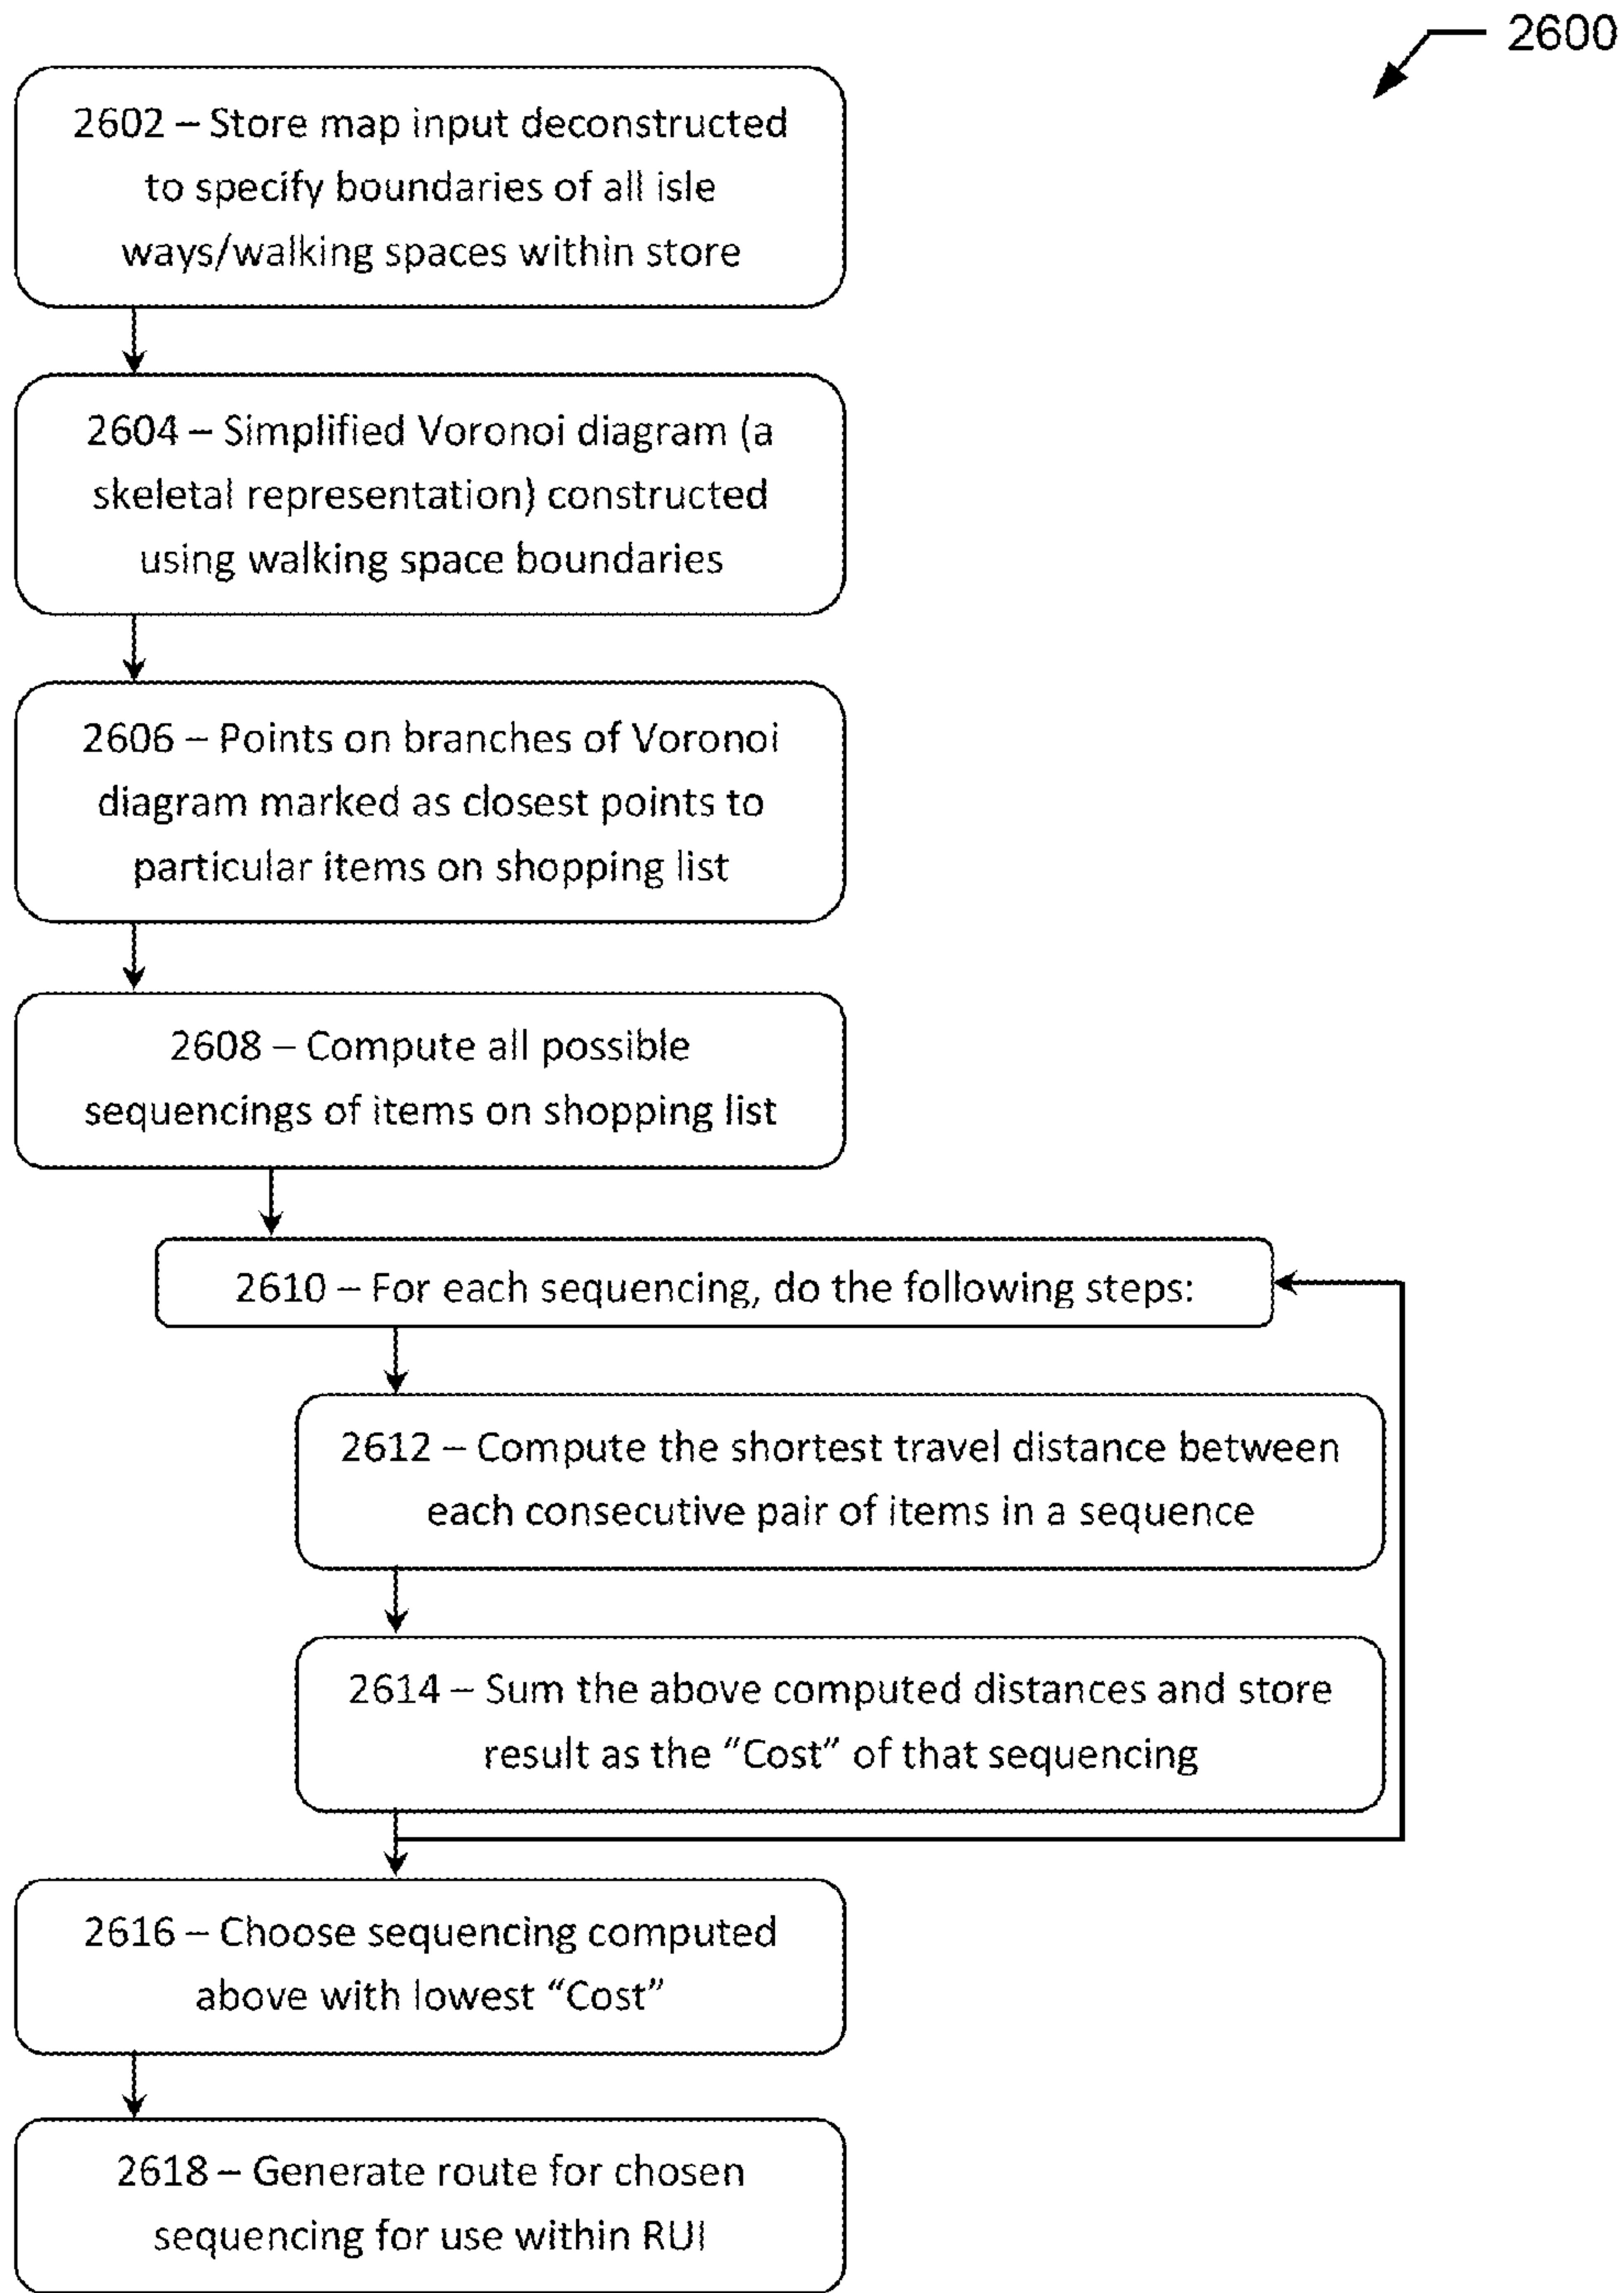 2600
2602 – Store map input deconstructed
to specify boundaries of all isle
ways/walking spaces within store
2604 – Simplified Voronoi diagram (a
skeletal representation) constructed
using walking space boundaries
2606 – Points on branches of Voronoi
diagram marked as closest points to
particular items on shopping list
2608 – Compute all possible
sequencings of items on shopping list
2610 – For each sequencing, do the following steps:
2612 – Compute the shortest travel distance between
each consecutive pair of items in a sequence
2614 – Sum the above computed distances and store
result as the “Cost” of that sequencing
2616 – Choose sequencing computed
above with lowest “Cost”
2618 – Generate route for chosen
sequencing for use within RUI